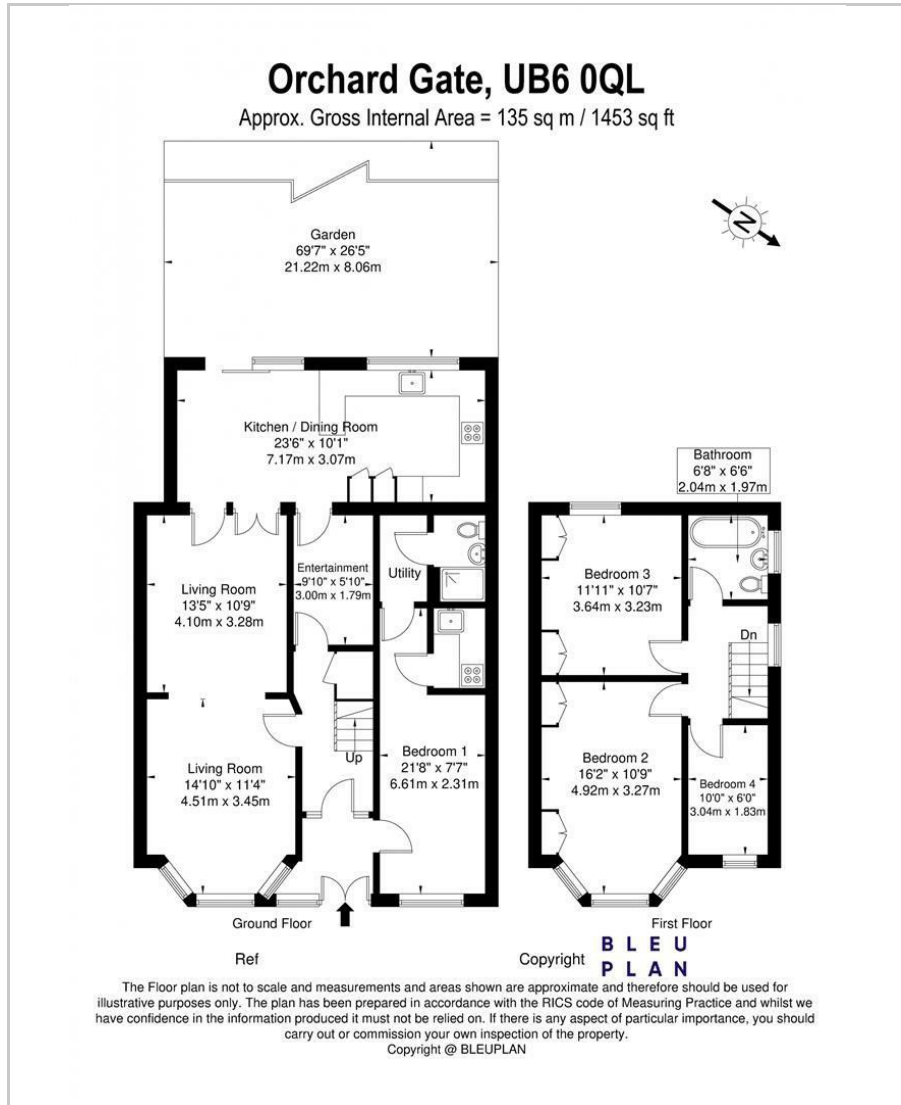 Orchard Gate, UB6 0QL
Approx. Gross Internal Area = 135 sq m / 1453 sq ft
N
Garden
69'7" x 26'5"
21.22m x 8.06m
Kitchen / Dining Room
23'6" x 10'1"
7.17m x 3.07m
Living Room
13'5" x 10'9"
4.10m x 3.28m
Entertainment
9'10" x 5'10"
3.00m x 1.79m
Utility
Living Room
14'10" x 11'4"
4.51m x 3.45m
Up
Bedroom 1
21'8" x 7'7"
6.61m x 2.31m
Ground Floor
Bathroom
6'8" x 6'6"
2.04m x 1.97m
Bedroom 3
11'11" x 10'7"
3.64m x 3.23m
Dn
Bedroom 2
16'2" x 10'9"
4.92m x 3.27m
Bedroom 4
10'0" x 6'0"
3.04m x 1.83m
First Floor
Ref
Copyright
BLEU
PLAN
The Floor plan is not to scale and measurements and areas shown are approximate and therefore should be used for
illustrative purposes only. The plan has been prepared in accordance with the RICS code of Measuring Practice and whilst we
have confidence in the information produced it must not be relied on. If there is any aspect of particular importance, you should
carry out or commission your own inspection of the property.
Copyright @ BLEUPLAN